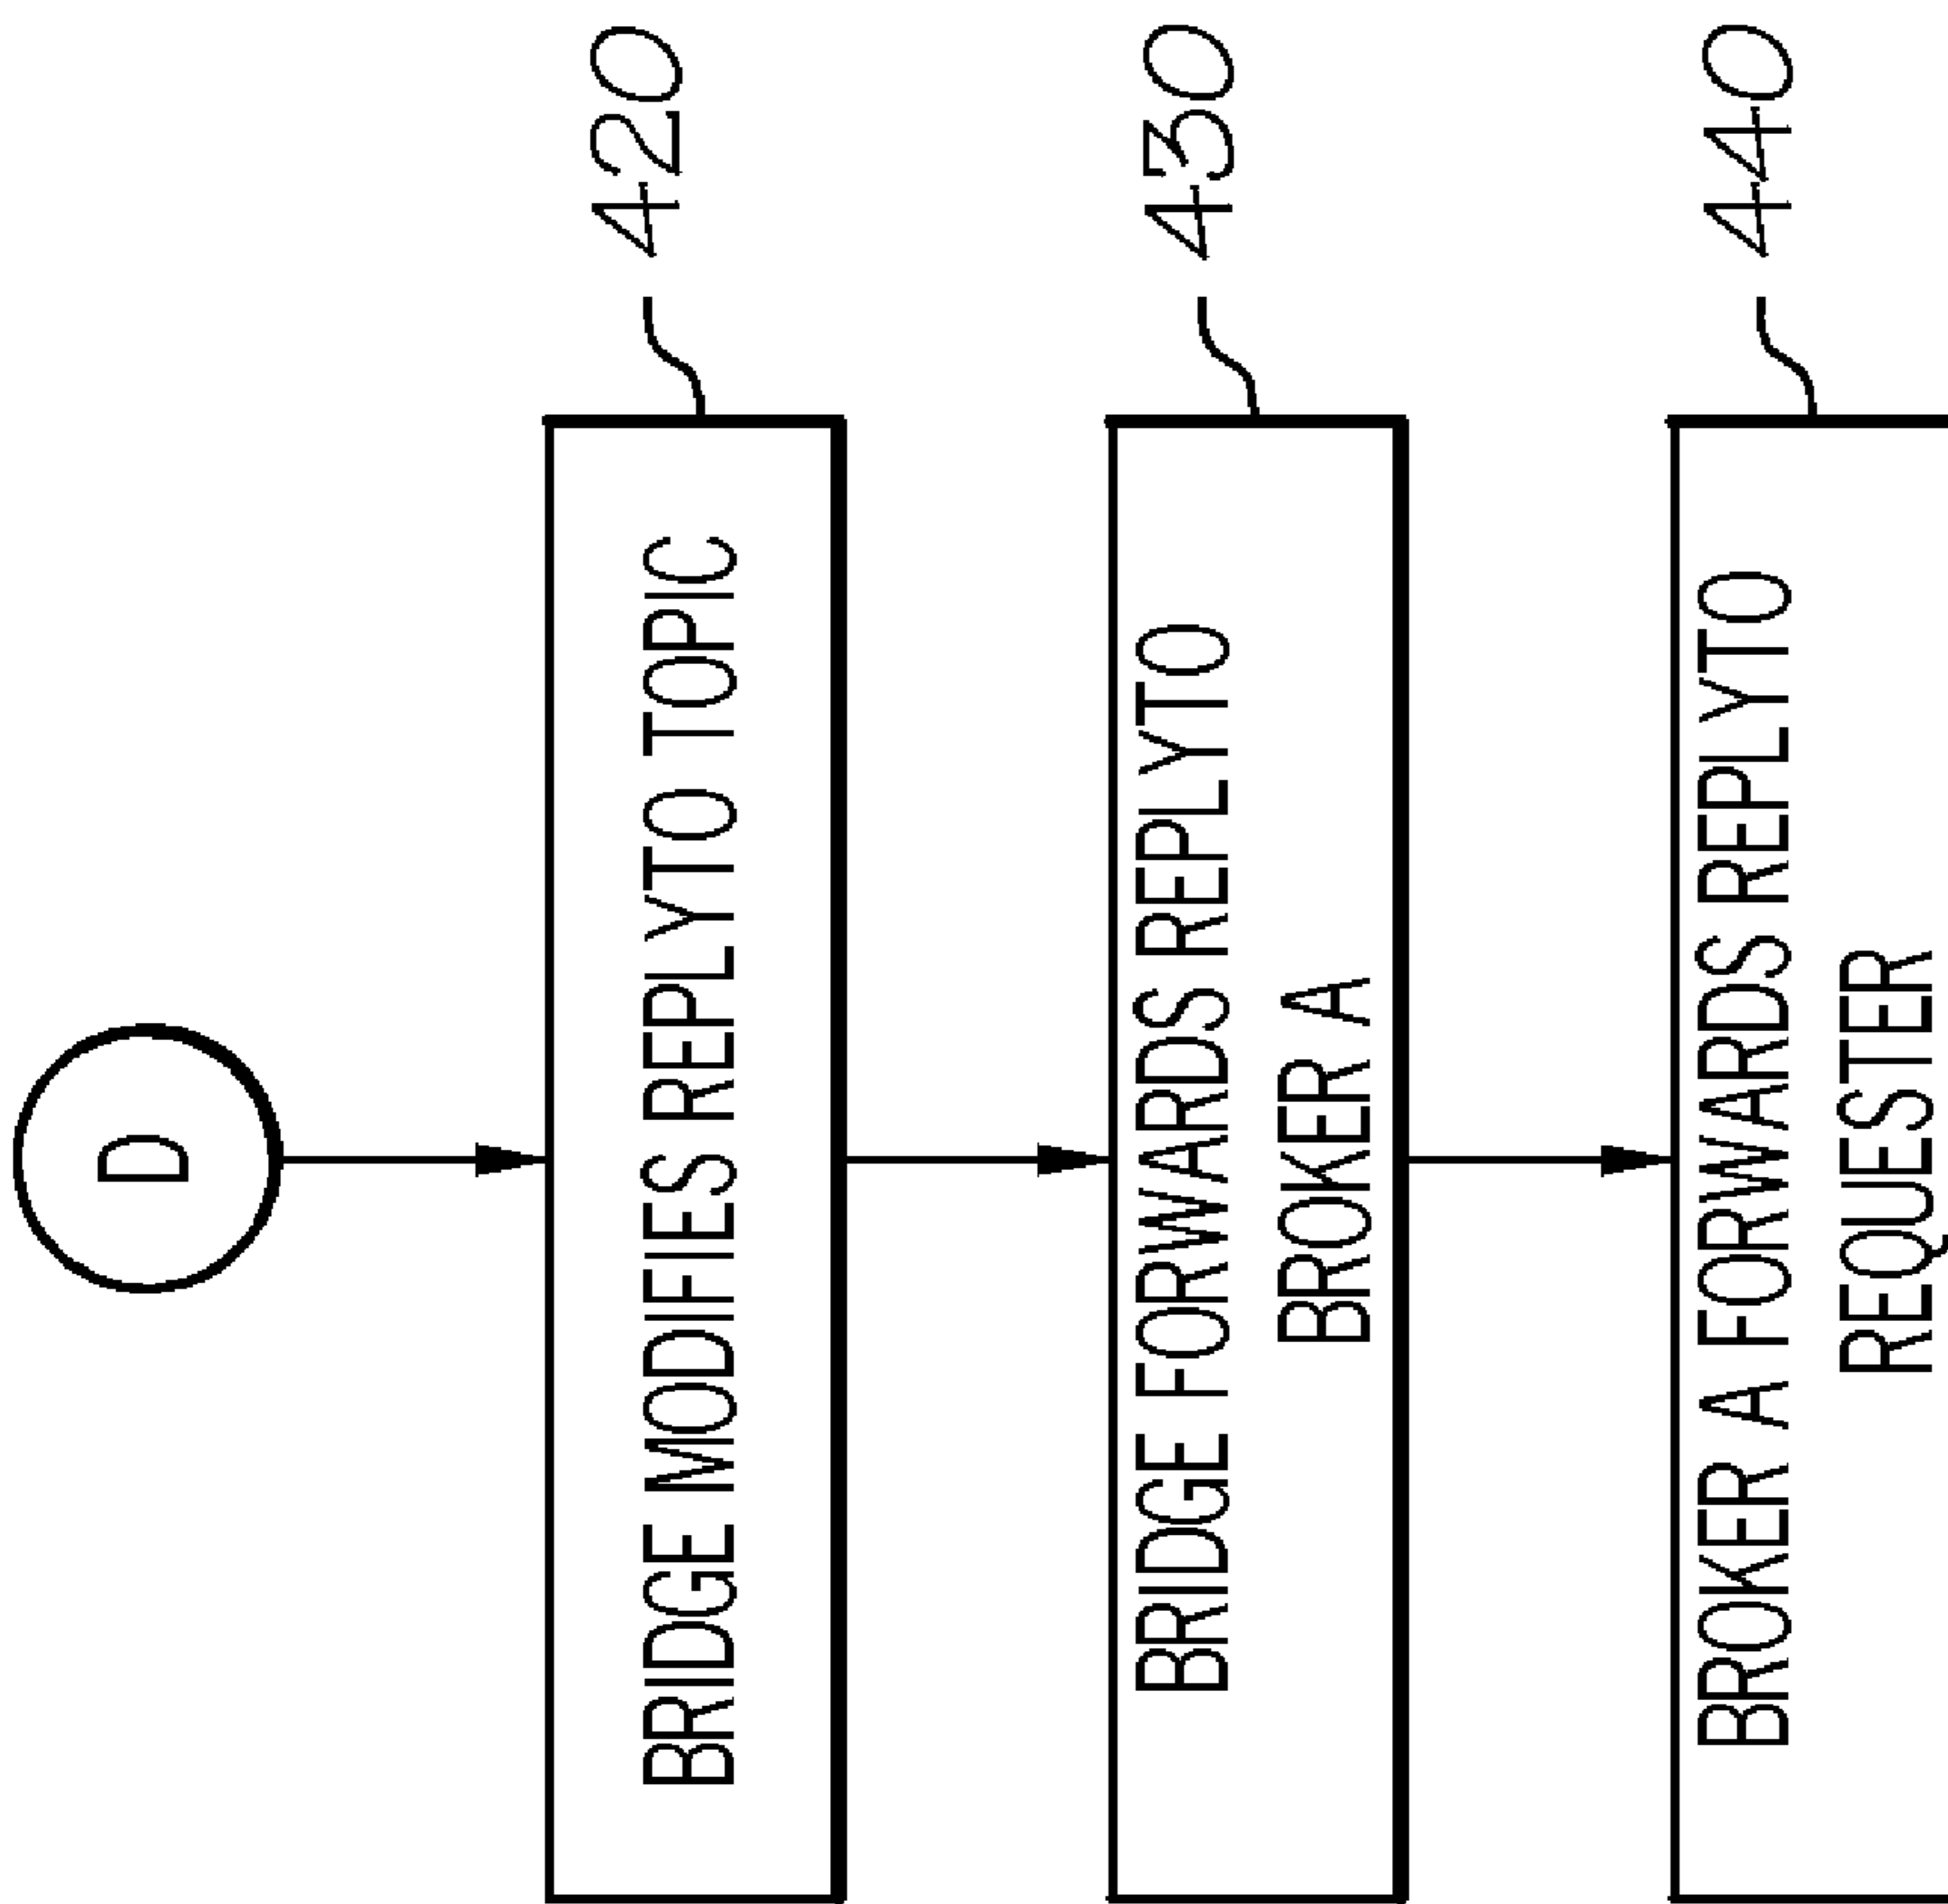 D
BRIDGE MODIFIES REPLYTO TOPIC
420
BRIDGE FORWARDS REPLYTO
BROKER A
430
BROKER A FORWARDS REPLYTO
REQUESTER
440